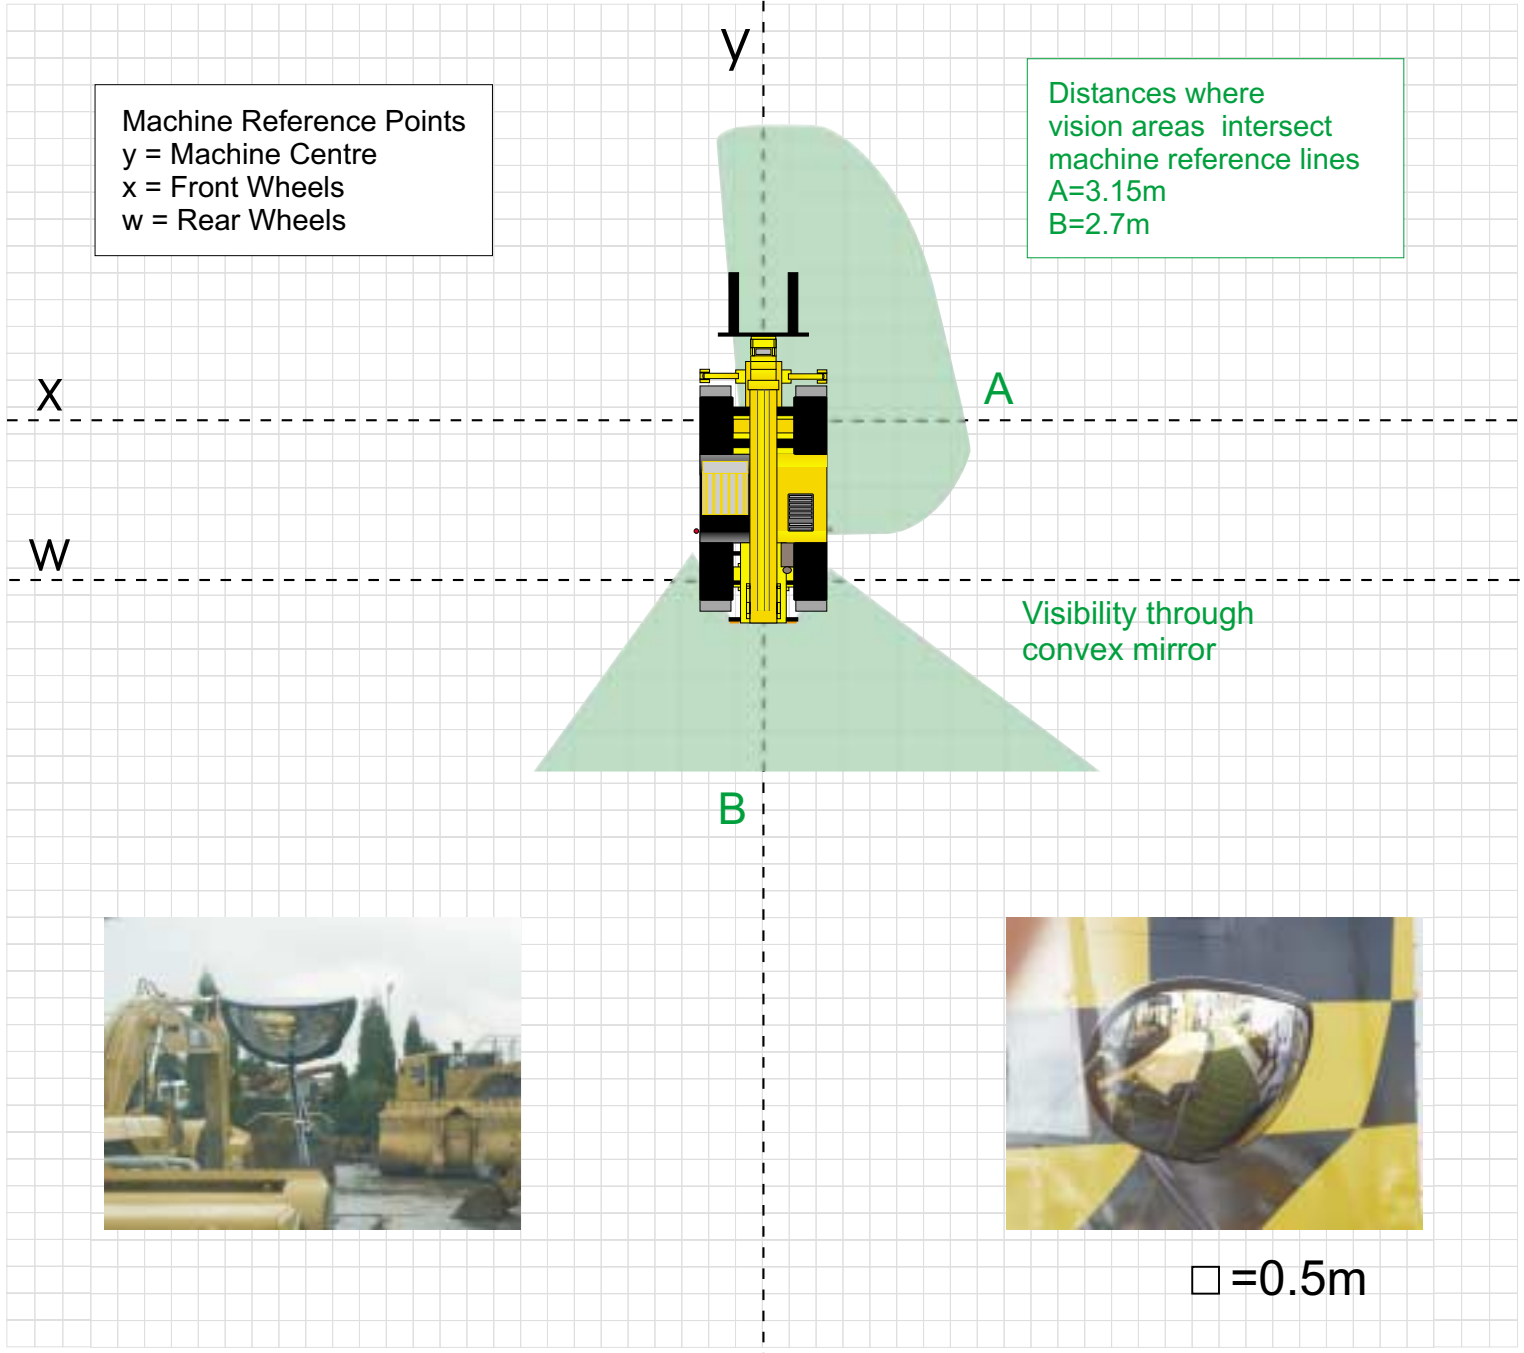 y
Machine Reference Points
y = Machine Centre
x = Front Wheels
w = Rear Wheels
Distances where
vision areas intersect
machine reference lines
A=3.15m
B=2.7m
x
A
w
Visibility through
convex mirror
B
□ =0.5m